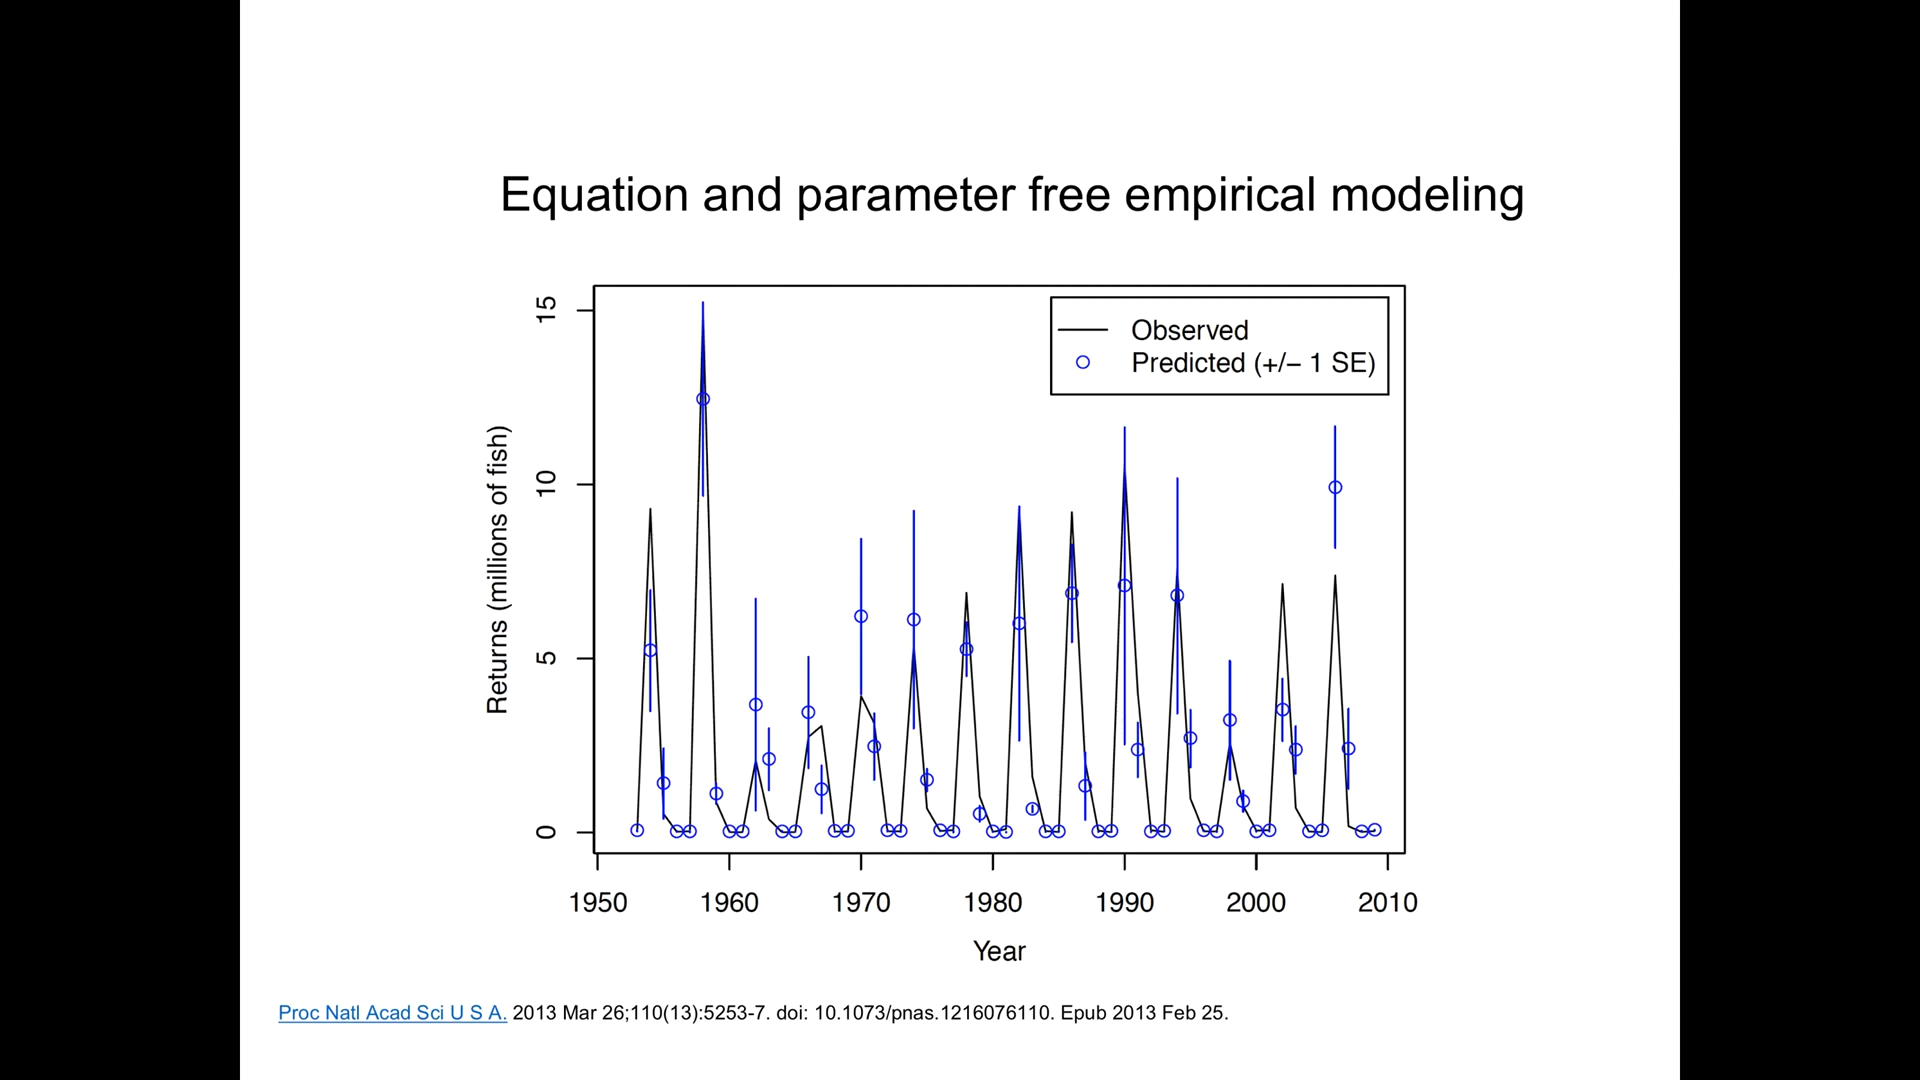 Equation and parameter free empirical modeling
15
10
5
0
Returns (millions of fish)
Observed
Predicted (+/− 1 SE)
1950 1960 1970 1980 1990 2000 2010
Year
Proc Natl Acad Sci U S A. 2013 Mar 26;110(13):5253-7. doi: 10.1073/pnas.1216076110. Epub 2013 Feb 25.